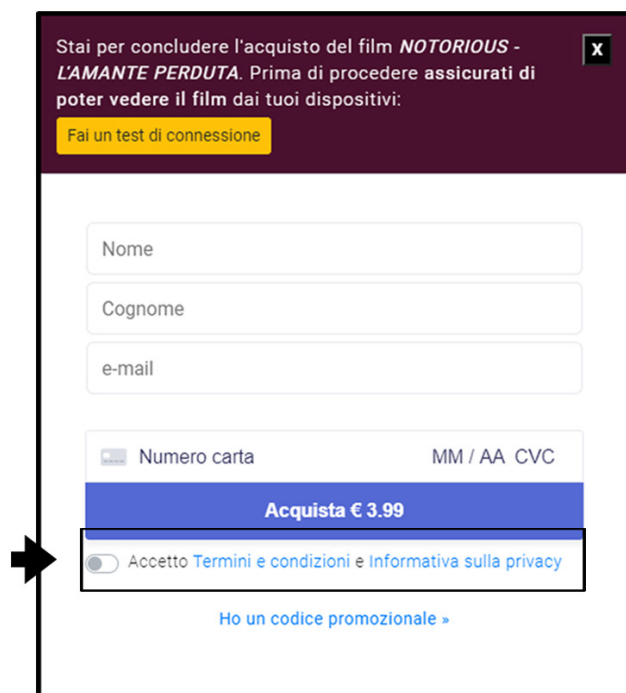 Stai per concludere l'acquisto del film NOTORIOUS -
L'AMANTE PERDUTA. Prima di procedere assicurati di
poter vedere il film dai tuoi dispositivi:
X
Fai un test di connessione
Nome
Cognome
e-mail
Numero carta MM / AA CVC
Acquista € 3.99
Accetto Termini e condizioni e Informativa sulla privacy
Ho un codice promozionale »